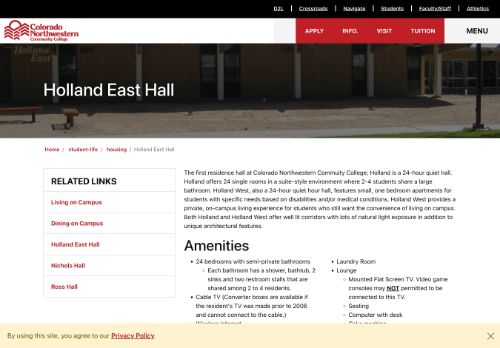 D2L
Crossroads
Navigate
Students
Faculty/Staff
Athletics
Colorado
Northwestern
Community College
APPLY
INFO.
VISIT
TUITION
MENU
Holland
East
Holland East Hall
Home / student-life / housing / Holland East Hall
RELATED LINKS
Living on Campus
Dining on Campus
Holland East Hall
Nichols Hall
Ross Hall
The first residence hall at Colorado Northwestern Community College; Holland is a 24-hour quiet hall.
Holland offers 24 single rooms in a suite-style environment where 2-4 students share a large
bathroom. Holland West, also a 24-hour quiet hour hall, features small, one bedroom apartments for
students with specific needs based on disabilities and/or medical conditions. Holland West provides a
private, on-campus living experience for students who still want the convenience of living on campus.
Both Holland and Holland West offer well lit corridors with lots of natural light exposure in addition to
unique architectural features.
Amenities
• 24 bedrooms with semi-private bathrooms
Each bathroom has a shower, bathtub, 2
sinks and two restroom stalls that are
shared among 2 to 4 residents.
• Cable TV (Converter boxes are available if
the resident's TV was made prior to 2006
and cannot connect to the cable.)
• Wireless Internet
• Laundry Room
• Lounge
Mounted Flat Screen TV. Video game
consoles may NOT permitted to be
connected to this TV.
Seating
Computer with desk
By using this site, you agree to our Privacy Policy